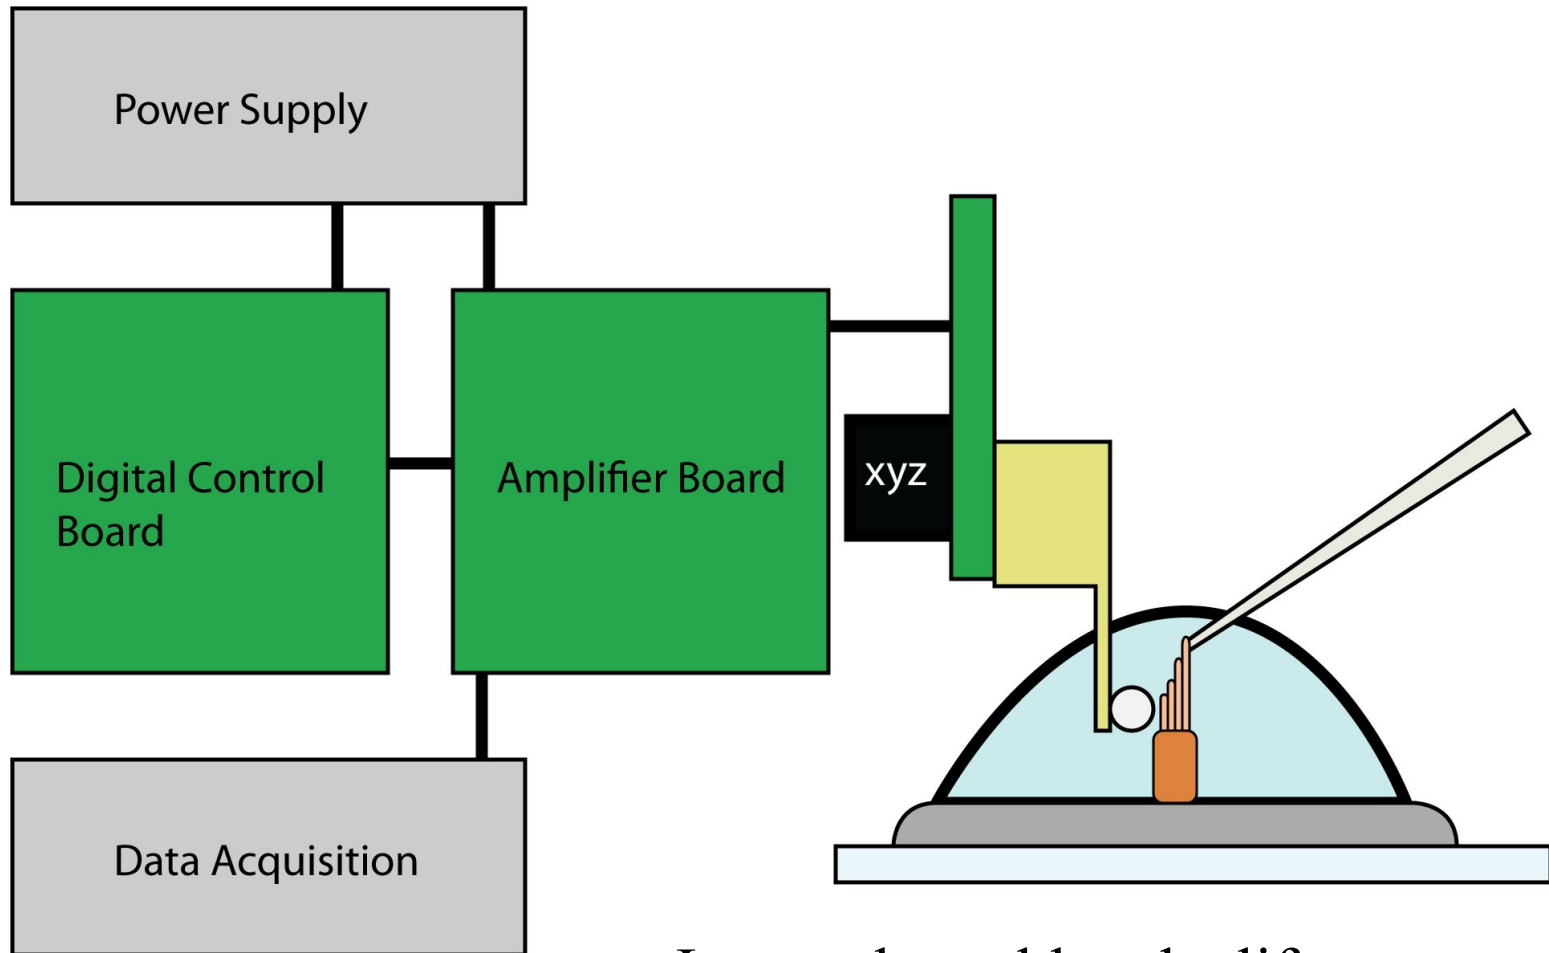 Power Supply
Digital Control
Board
Amplifier Board
xyz
Data Acquisition